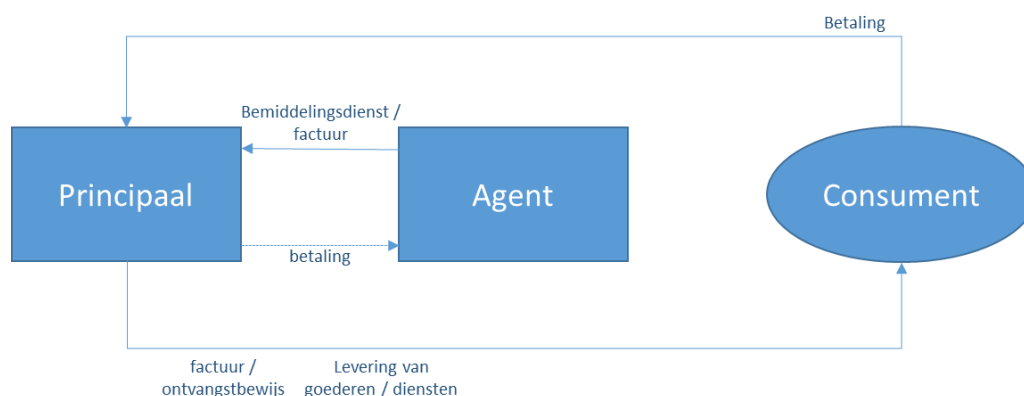 Betaling
Bemiddelingsdienst /
factuur
Principaal
Agent
Consument
betaling
factuur /
ontvangstbewijs
Levering van
goederen / diensten